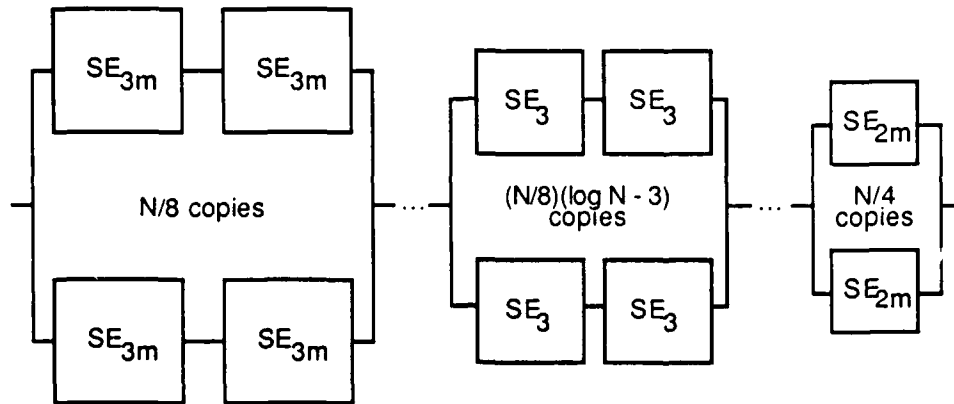 SE3m SE3m
SE3 SE3
SE2m
N/8 copies ... (N/8)(log N - 3) copies ... N/4 copies
SE3m SE3m
SE3 SE3
SE2m